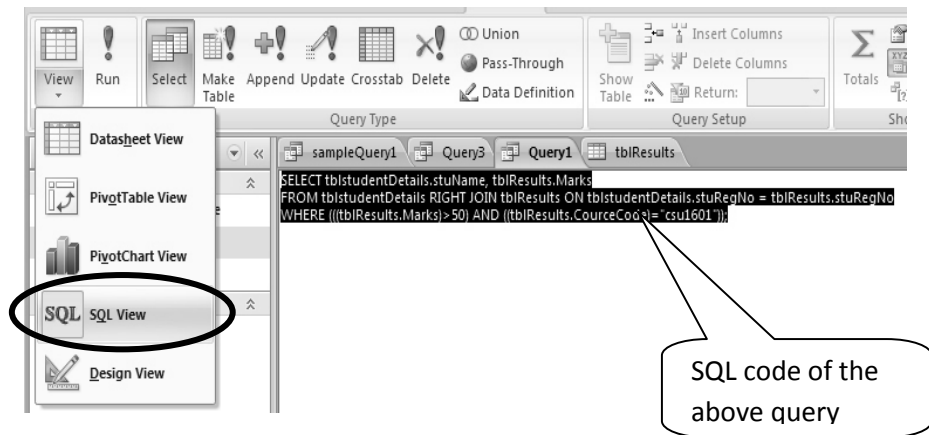 View
Run
Select
Make Table
Append
Update
Crosstab
Delete
Union
Pass-Through
Data Definition
Show Table
Insert Columns
Delete Columns
Return:
Totals
Query Type
Query Setup
Sho
Datasheet View
PivotTable View
PivotChart View
SQL SQL View
Design View
sampleQuery1
Query3
Query1
tblResults
SELECT tblstudentDetails.stuName, tblResults.Marks
FROM tblstudentDetails RIGHT JOIN tblResults ON tblstudentDetails.stuRegNo = tblResults.stuRegNo
WHERE (((tblResults.Marks)>50) AND ((tblResults.CourceCode)="csu1601"));
SQL code of the
above query